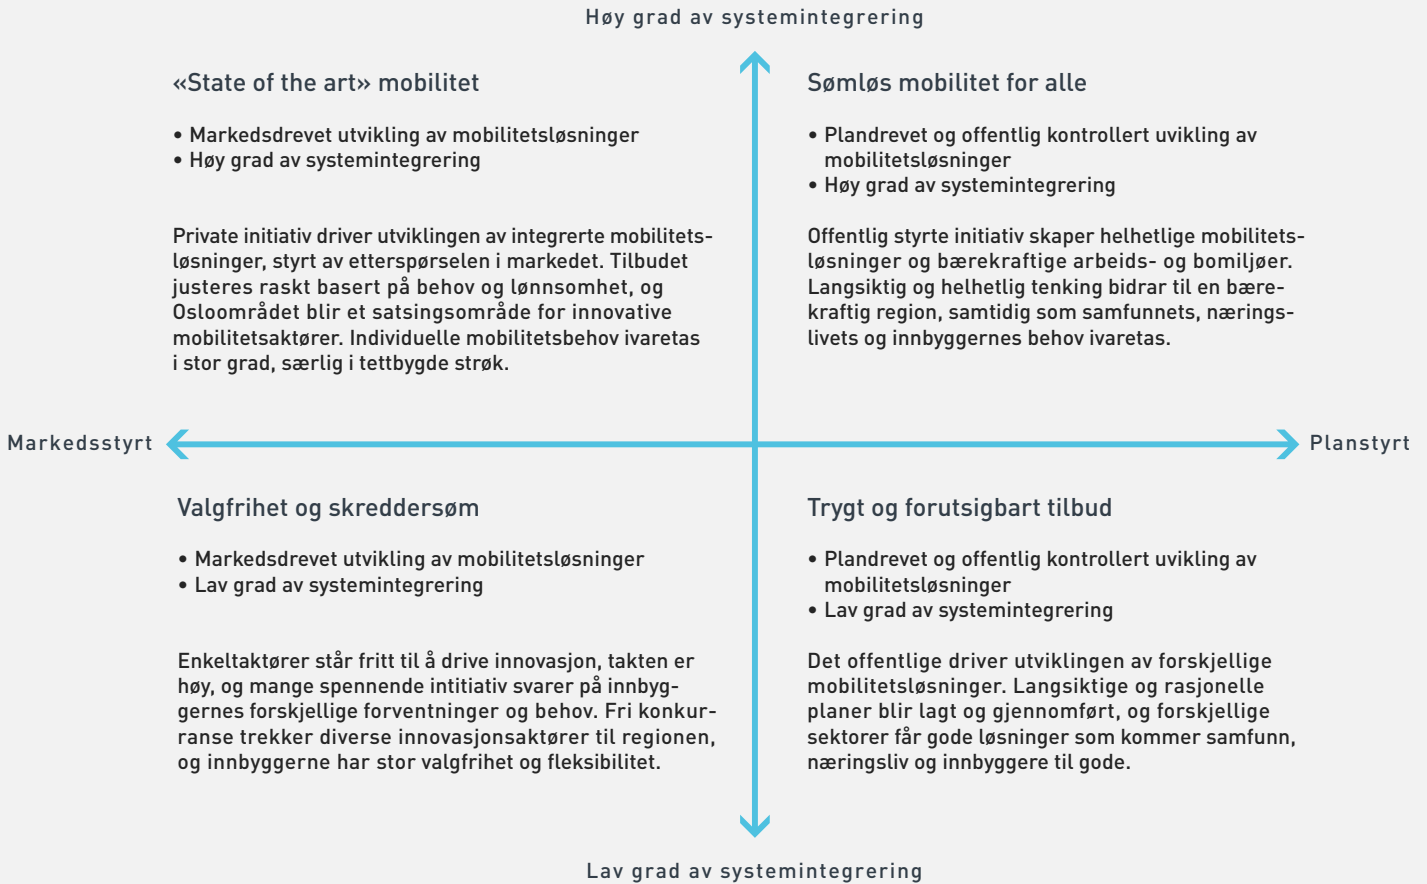 Høy grad av systemintegrering
«State of the art» mobilitet
• Markedsdrevet utvikling av mobilitetsløsninger
• Høy grad av systemintegrering
Private initiativ driver utviklingen av integrerte mobilitets-
løsninger, styrt av etterspørselen i markedet. Tilbudet
justeres raskt basert på behov og lønnsomhet, og
Osloområdet blir et satsingsområde for innovative
mobilitetsaktører. Individuelle mobilitetsbehov ivaretas
i stor grad, særlig i tettbygde strøk.
Sømløs mobilitet for alle
• Plandrevet og offentlig kontrollert uvikling av
mobilitetsløsninger
• Høy grad av systemintegrering
Offentlig styrte initiativ skaper helhetlige mobilitets-
løsninger og bærekraftige arbeids- og bomiljøer.
Langsiktig og helhetlig tenking bidrar til en bære-
kraftig region, samtidig som samfunnets, nærings-
livets og innbyggernes behov ivaretas.
Markedsstyrt
Planstyrt
Valgfrihet og skreddersøm
• Markedsdrevet utvikling av mobilitetsløsninger
• Lav grad av systemintegrering
Enkeltaktører står fritt til å drive innovasjon, takten er
høy, og mange spennende intitiativ svarer på innbyg-
gernes forskjellige forventninger og behov. Fri konkur-
ranse trekker diverse innovasjonsaktører til regionen,
og innbyggerne har stor valgfrihet og fleksibilitet.
Trygt og forutsigbart tilbud
• Plandrevet og offentlig kontrollert uvikling av
mobilitetsløsninger
• Lav grad av systemintegrering
Det offentlige driver utviklingen av forskjellige
mobilitetsløsninger. Langsiktige og rasjonelle
planer blir lagt og gjennomført, og forskjellige
sektorer får gode løsninger som kommer samfunn,
næringsliv og innbyggere til gode.
Lav grad av systemintegrering